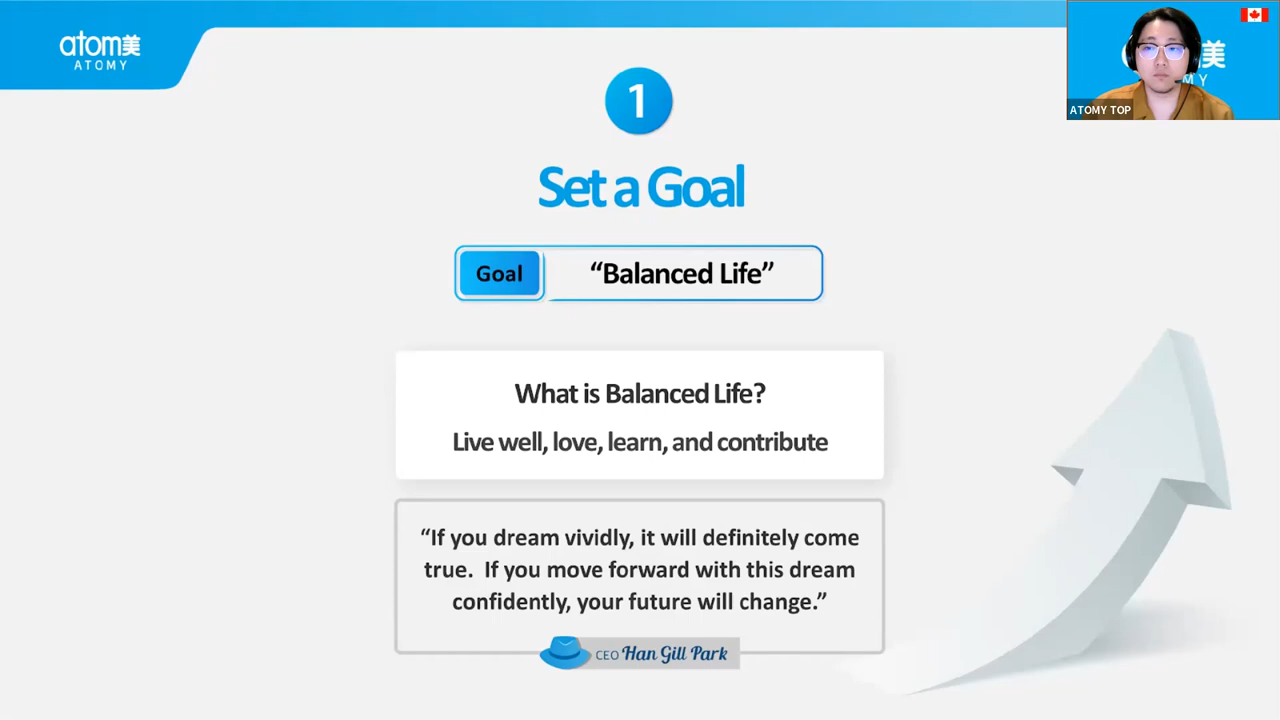 atom美
ATOMY
美
MY
ATOMY TOP
1
Set a Goal
Goal
“Balanced Life”
What is Balanced Life?
Live well, love, learn, and contribute
“If you dream vividly, it will definitely come
true. If you move forward with this dream
confidently, your future will change.”
CEO Han Gill Park